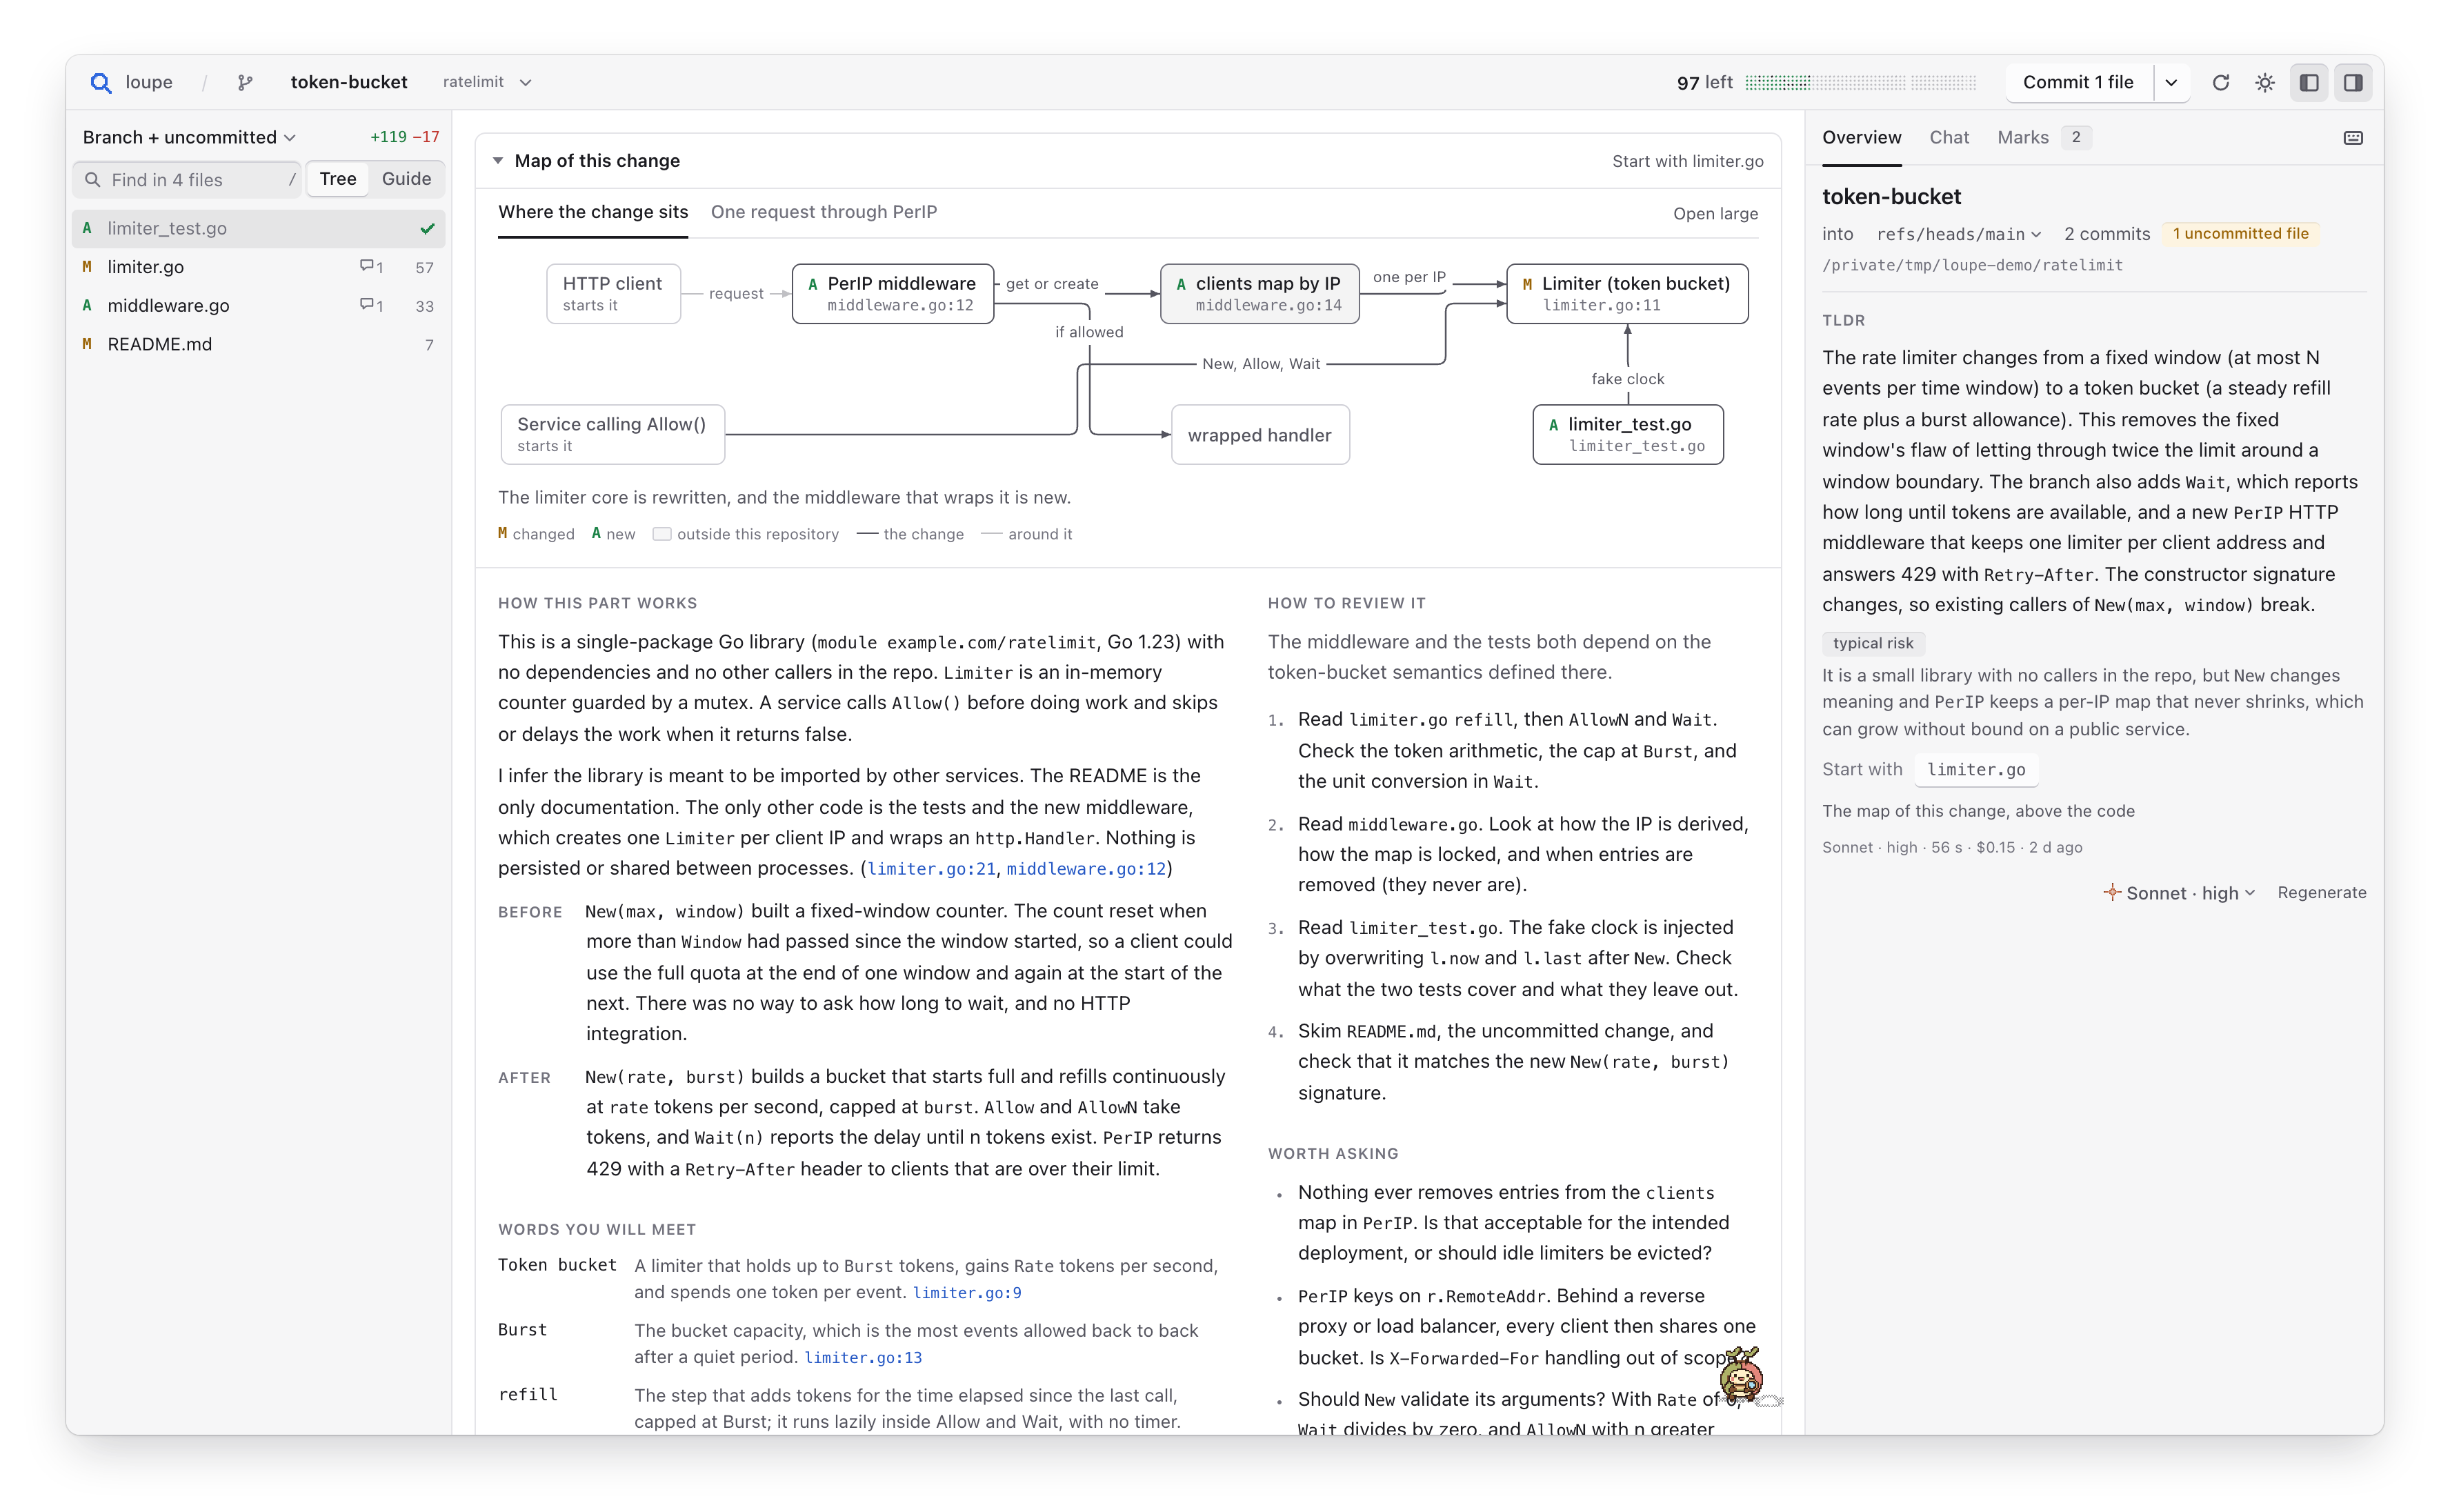 loupe / token-bucket ratelimit
97 left
Commit 1 file
Branch + uncommitted +119 −17
Find in 4 files / Tree Guide
A limiter_test.go
M limiter.go 1 57
A middleware.go 1 33
M README.md 7
Map of this change Start with limiter.go
Where the change sits One request through PerIP Open large
HTTP client
starts it
request
A PerIP middleware
middleware.go:12
get or create
A clients map by IP
middleware.go:14
one per IP
M Limiter (token bucket)
limiter.go:11
if allowed
New, Allow, Wait
fake clock
Service calling Allow()
starts it
wrapped handler
A limiter_test.go
limiter_test.go
The limiter core is rewritten, and the middleware that wraps it is new.
M changed A new outside this repository the change around it
HOW THIS PART WORKS
This is a single-package Go library (module example.com/ratelimit, Go 1.23) with
no dependencies and no other callers in the repo. Limiter is an in-memory
counter guarded by a mutex. A service calls Allow() before doing work and skips
or delays the work when it returns false.
I infer the library is meant to be imported by other services. The README is the
only documentation. The only other code is the tests and the new middleware,
which creates one Limiter per client IP and wraps an http.Handler. Nothing is
persisted or shared between processes. (limiter.go:21, middleware.go:12)
BEFORE New(max, window) built a fixed-window counter. The count reset when
more than Window had passed since the window started, so a client could
use the full quota at the end of one window and again at the start of the
next. There was no way to ask how long to wait, and no HTTP
integration.
AFTER New(rate, burst) builds a bucket that starts full and refills continuously
at rate tokens per second, capped at burst. Allow and AllowN take
tokens, and Wait(n) reports the delay until n tokens exist. PerIP returns
429 with a Retry-After header to clients that are over their limit.
WORDS YOU WILL MEET
Token bucket A limiter that holds up to Burst tokens, gains Rate tokens per second,
and spends one token per event. limiter.go:9
Burst The bucket capacity, which is the most events allowed back to back
after a quiet period. limiter.go:13
refill The step that adds tokens for the time elapsed since the last call,
capped at Burst; it runs lazily inside Allow and Wait, with no timer.
HOW TO REVIEW IT
The middleware and the tests both depend on the
token-bucket semantics defined there.
1. Read limiter.go refill, then AllowN and Wait.
Check the token arithmetic, the cap at Burst, and
the unit conversion in Wait.
2. Read middleware.go. Look at how the IP is derived,
how the map is locked, and when entries are
removed (they never are).
3. Read limiter_test.go. The fake clock is injected
by overwriting l.now and l.last after New. Check
what the two tests cover and what they leave out.
4. Skim README.md, the uncommitted change, and
check that it matches the new New(rate, burst)
signature.
WORTH ASKING
• Nothing ever removes entries from the clients
map in PerIP. Is that acceptable for the intended
deployment, or should idle limiters be evicted?
• PerIP keys on r.RemoteAddr. Behind a reverse
proxy or load balancer, every client then shares one
bucket. Is X-Forwarded-For handling out of scope
• Should New validate its arguments? With Rate of
Wait divides by zero, and AllowN with n greater
Overview Chat Marks 2
token-bucket
into refs/heads/main 2 commits 1 uncommitted file
/private/tmp/loupe-demo/ratelimit
TLDR
The rate limiter changes from a fixed window (at most N
events per time window) to a token bucket (a steady refill
rate plus a burst allowance). This removes the fixed
window's flaw of letting through twice the limit around a
window boundary. The branch also adds Wait, which reports
how long until tokens are available, and a new PerIP HTTP
middleware that keeps one limiter per client address and
answers 429 with Retry-After. The constructor signature
changes, so existing callers of New(max, window) break.
typical risk
It is a small library with no callers in the repo, but New changes
meaning and PerIP keeps a per-IP map that never shrinks, which
can grow without bound on a public service.
Start with limiter.go
The map of this change, above the code
Sonnet · high · 56 s · $0.15 · 2 d ago
Sonnet · high Regenerate